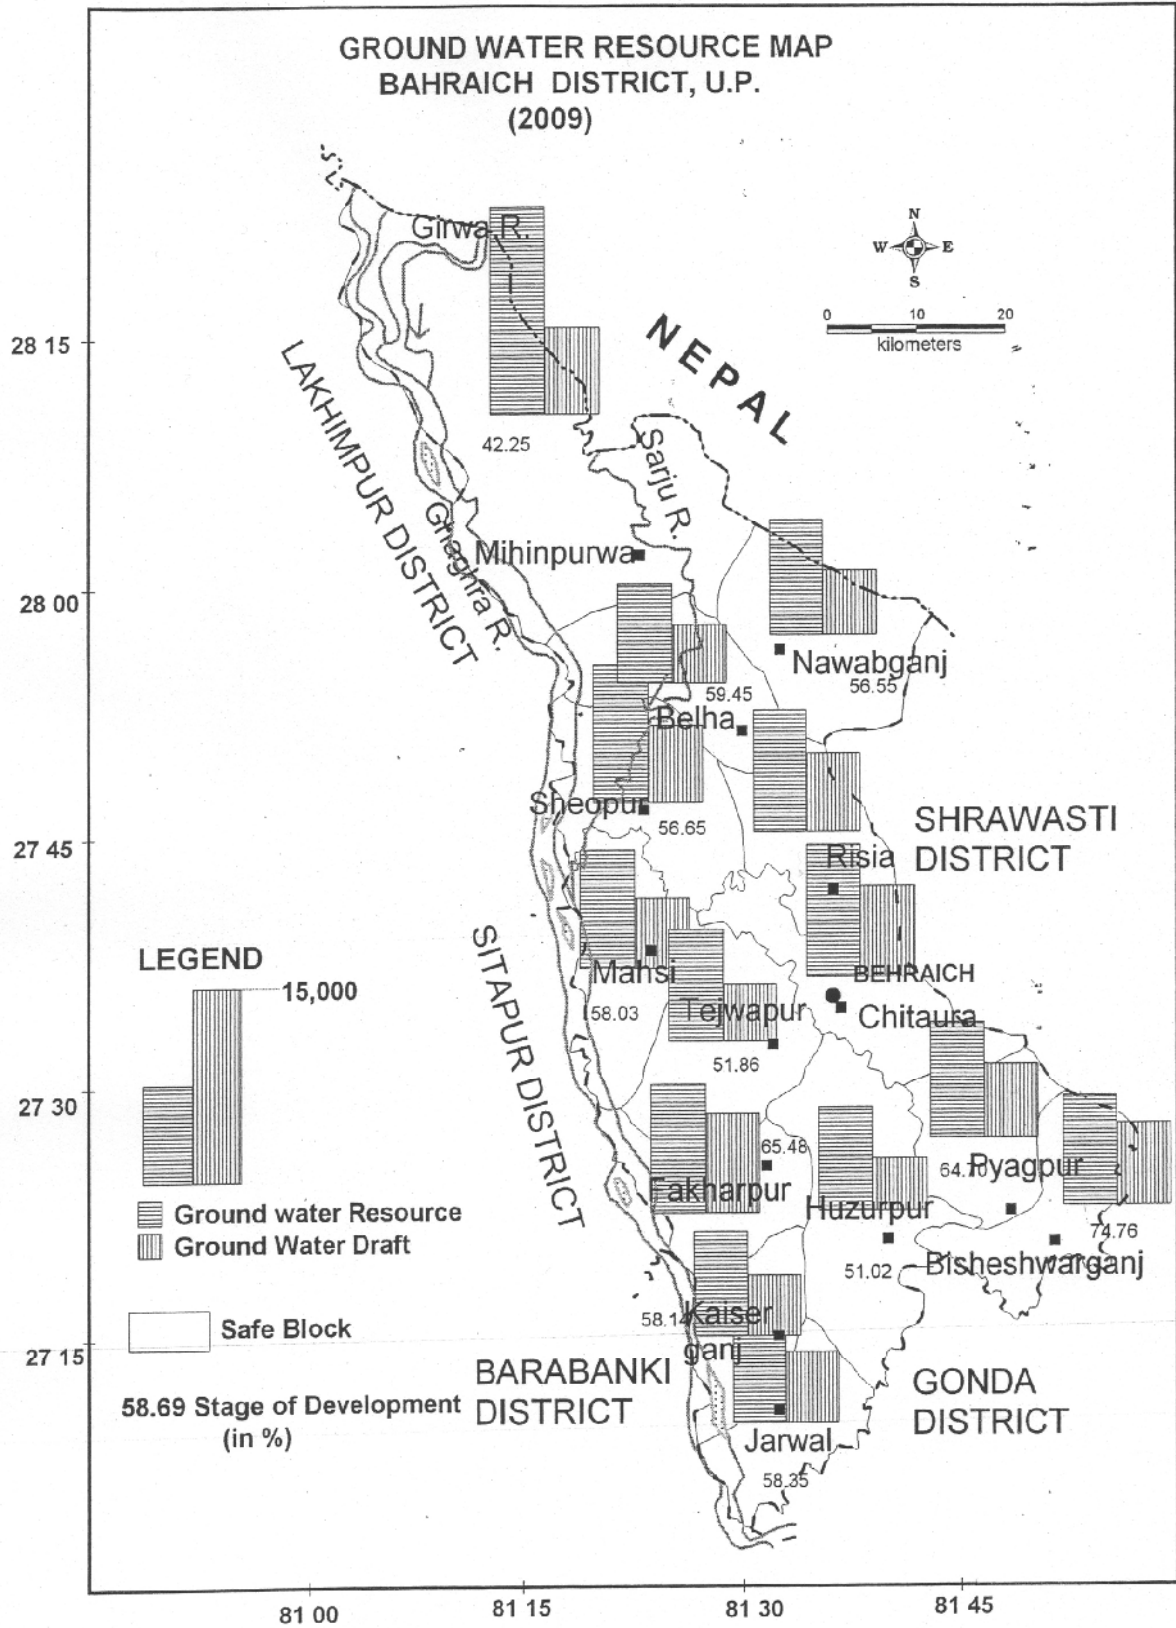 GROUND WATER RESOURCE MAP
BAHRAICH DISTRICT, U.P.
(2009)
Girwa R.
N
W E
S
0 10 20
kilometers
28 15
NEPAL
LAKHIMPUR DISTRICT
42.25
Sarju R.
Ghaghra R.
Mihinpurwa
28 00
Nawabganj
56.55
59.45
Belha
Sheopur
56.65
SHRAWASTI
DISTRICT
27 45
Risia
SITAPUR DISTRICT
LEGEND
15,000
Mahsi
58.03
BEHRAICH
Tejwapur
Chitaura
51.86
27 30
65.48
Fakharpur
64.70
Pyagpur
Huzurpur
74.76
Ground water Resource
Ground Water Draft
51.02
Bisheshwarganj
58.14
Kaiser
ganj
Safe Block
27 15
BARABANKI
DISTRICT
GONDA
DISTRICT
58.69 Stage of Development
(in %)
Jarwal
58.35
81 00
81 15
81 30
81 45